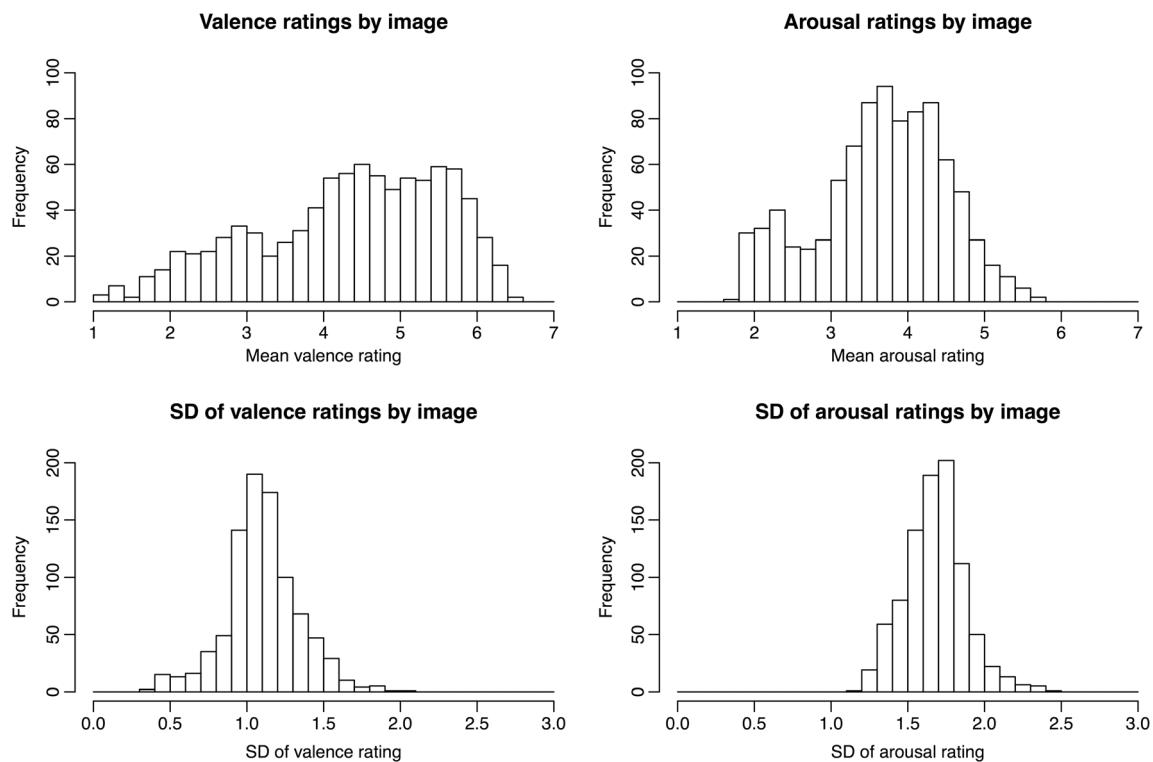 Valence ratings by image
Frequency
0 20 40 60 80 100
1 2 3 4 5 6 7
Mean valence rating
Arousal ratings by image
Frequency
0 20 40 60 80 100
1 2 3 4 5 6 7
Mean arousal rating
SD of valence ratings by image
Frequency
0 50 100 150 200
0.0 0.5 1.0 1.5 2.0 2.5 3.0
SD of valence rating
SD of arousal ratings by image
Frequency
0 50 100 150 200
0.0 0.5 1.0 1.5 2.0 2.5 3.0
SD of arousal rating